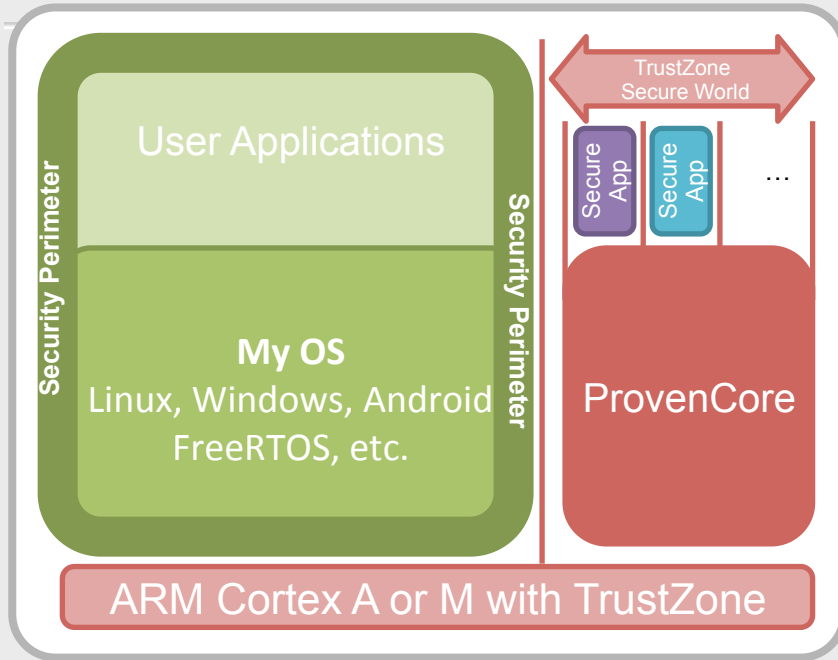 TrustZone
Secure World
User Applications
Secure
App
Secure
App
...
Security Perimeter
Security Perimeter
My OS
Linux, Windows, Android
FreeRTOS, etc.
ProvenCore
ARM Cortex A or M with TrustZone